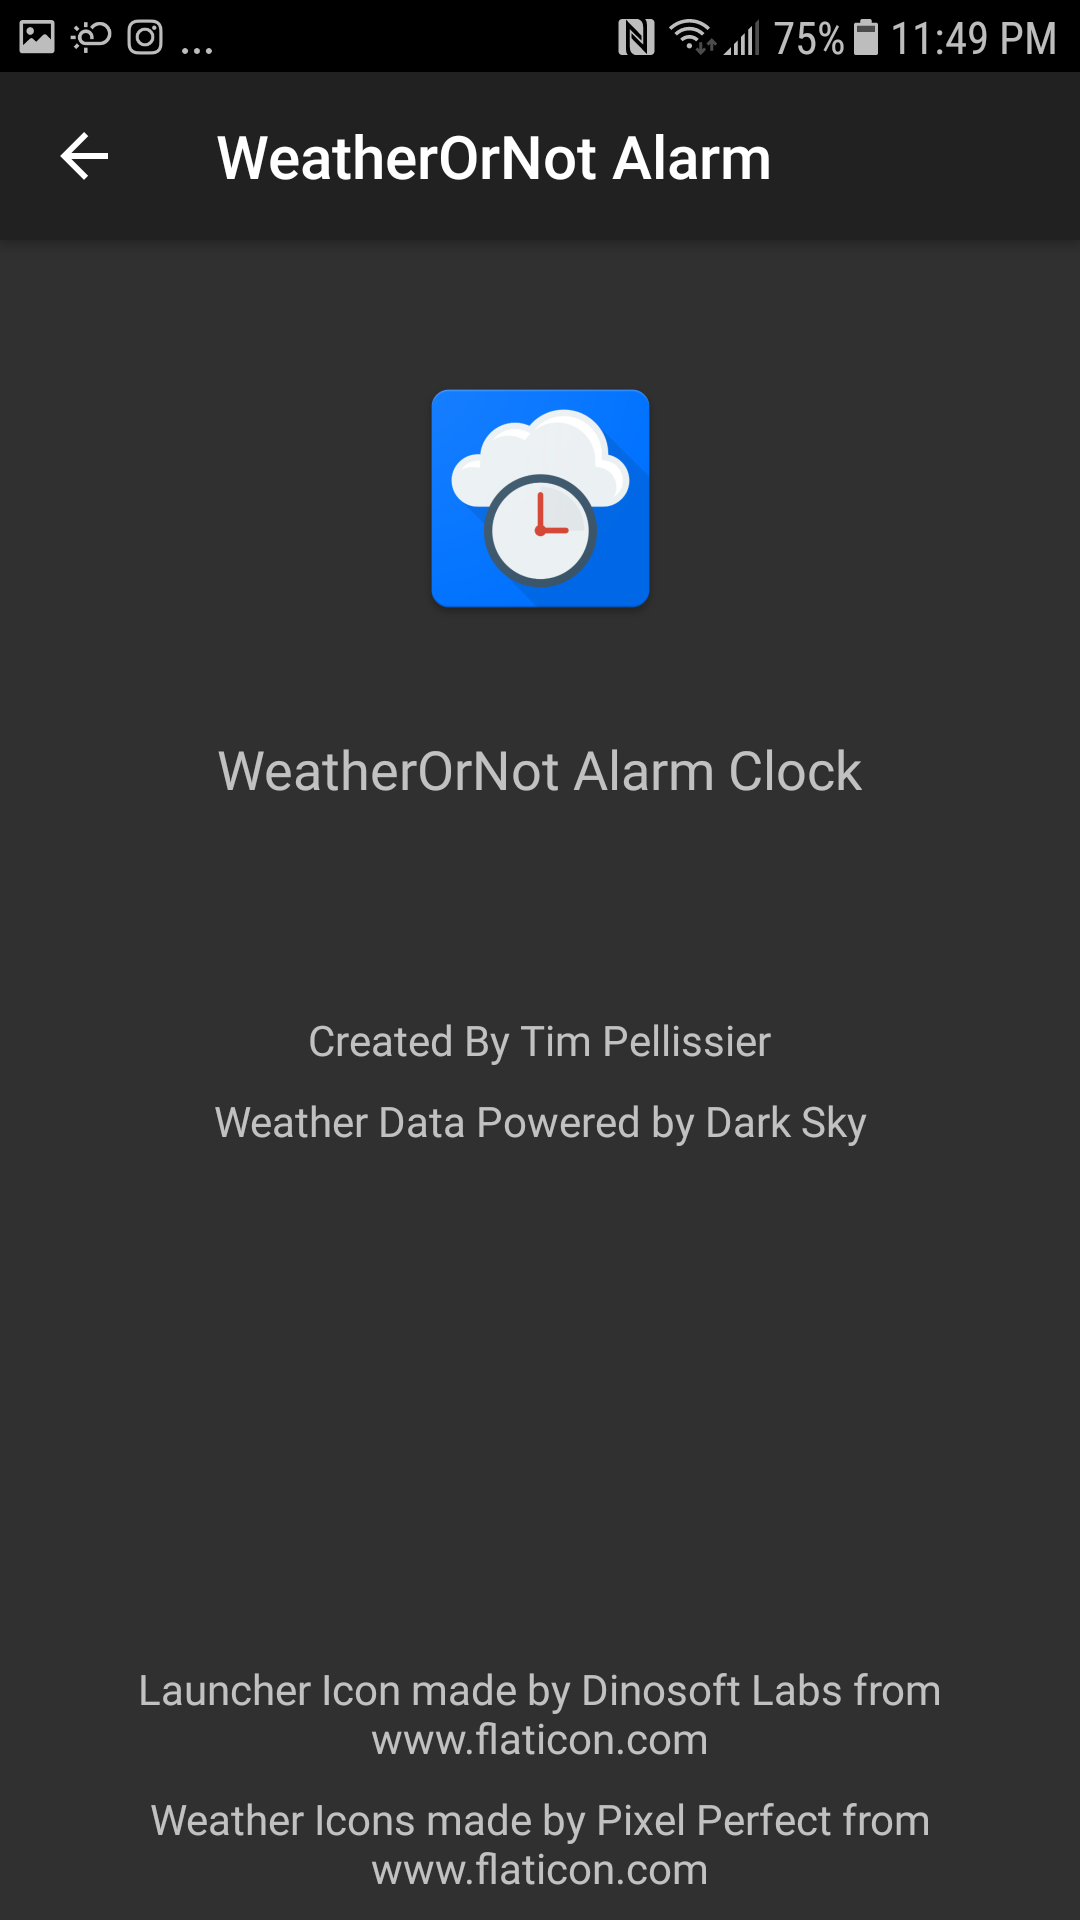 ... 75% 11:49 PM
WeatherOrNot Alarm
WeatherOrNot Alarm Clock
Created By Tim Pellissier
Weather Data Powered by Dark Sky
Launcher Icon made by Dinosoft Labs from
www.flaticon.com
Weather Icons made by Pixel Perfect from
www.flaticon.com